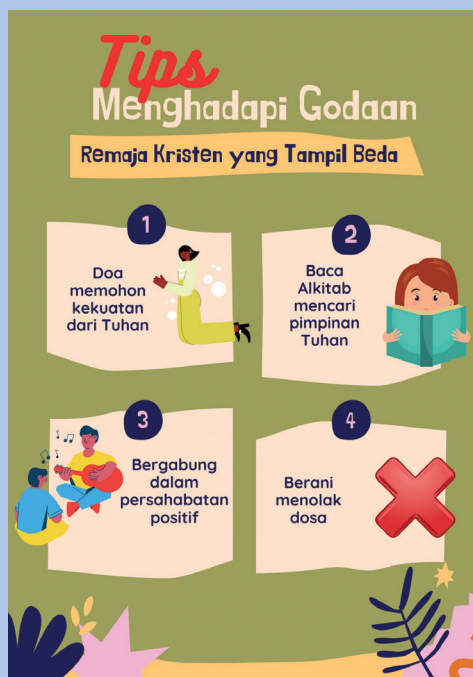 Tips
Menghadapi Godaan
Remaja Kristen yang Tampil Beda
1
Doa
memohon
kekuatan
dari Tuhan
2
Baca
Alkitab
mencari
pimpinan
Tuhan
3
Bergabung
dalam
persahabatan
positif
4
Berani
menolak
dosa